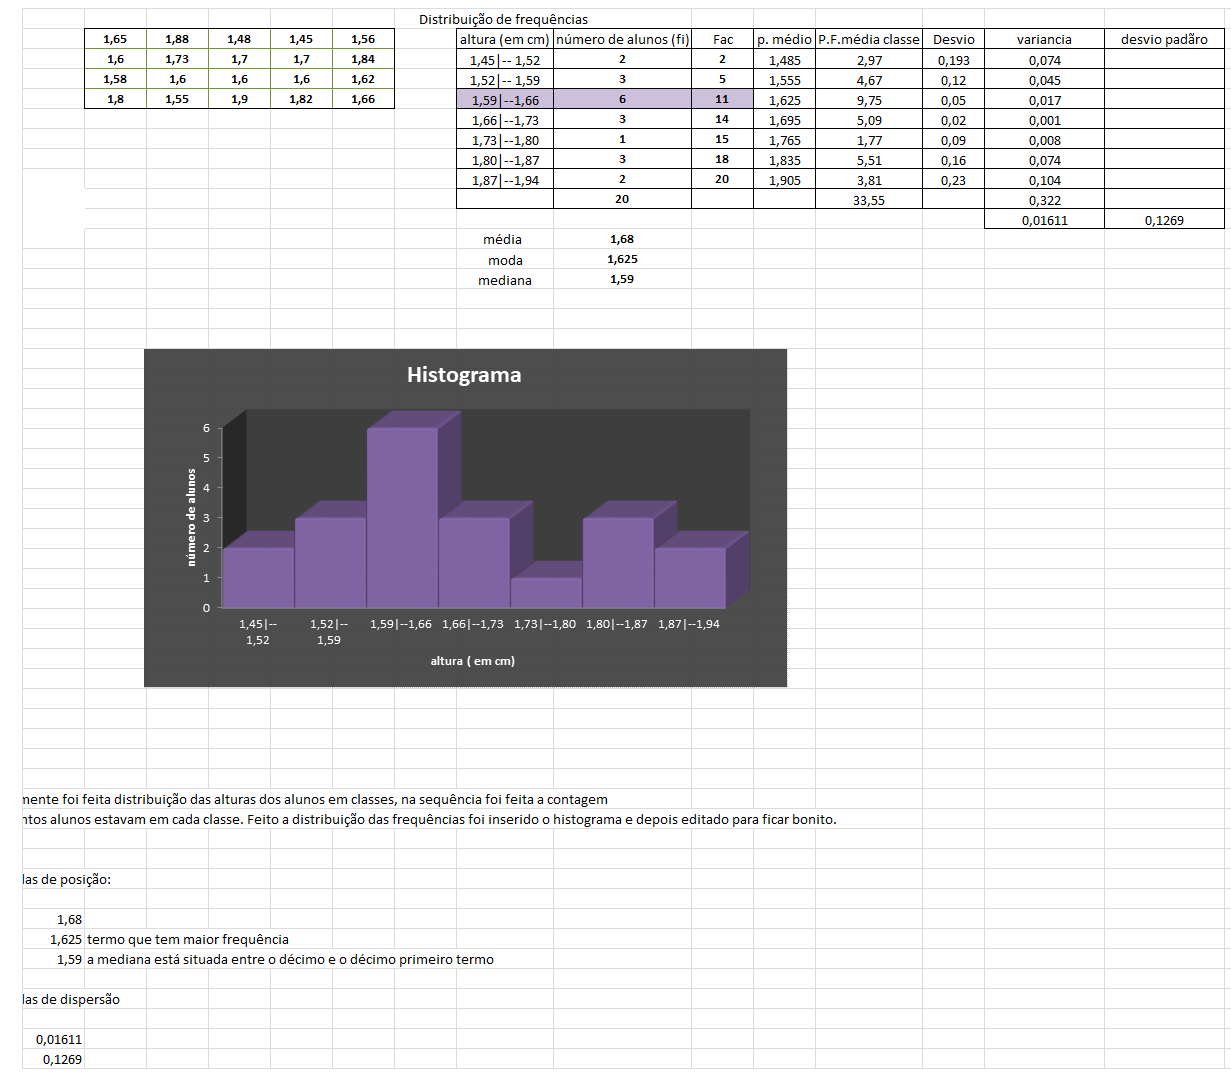 Distribuição de frequências
1,65 1,88 1,48 1,45 1,56
1,6 1,73 1,7 1,7 1,84
1,58 1,6 1,6 1,6 1,62
1,8 1,55 1,9 1,82 1,66
altura (em cm) número de alunos (fi) Fac p. médio P.F.média classe Desvio variancia desvio padãro
1,45|-- 1,52 2 2 1,485 2,97 0,193 0,074
1,52|-- 1,59 3 5 1,555 4,67 0,12 0,045
1,59|--1,66 6 11 1,625 9,75 0,05 0,017
1,66|--1,73 3 14 1,695 5,09 0,02 0,001
1,73|--1,80 1 15 1,765 1,77 0,09 0,008
1,80|--1,87 3 18 1,835 5,51 0,16 0,074
1,87|--1,94 2 20 1,905 3,81 0,23 0,104
20 33,55 0,322
0,01611 0,1269
média 1,68
moda 1,625
mediana 1,59
Histograma
número de alunos
6
5
4
3
2
1
0
1,45|-- 1,52|-- 1,59|--1,66 1,66|--1,73 1,73|--1,80 1,80|--1,87 1,87|--1,94
1,52 1,59
altura ( em cm)
mente foi feita distribuição das alturas dos alunos em classes, na sequência foi feita a contagem
ntos alunos estavam em cada classe. Feito a distribuição das frequências foi inserido o histograma e depois editado para ficar bonito.
das de posição:
1,68
1,625 termo que tem maior frequência
1,59 a mediana está situada entre o décimo e o décimo primeiro termo
das de dispersão
0,01611
0,1269